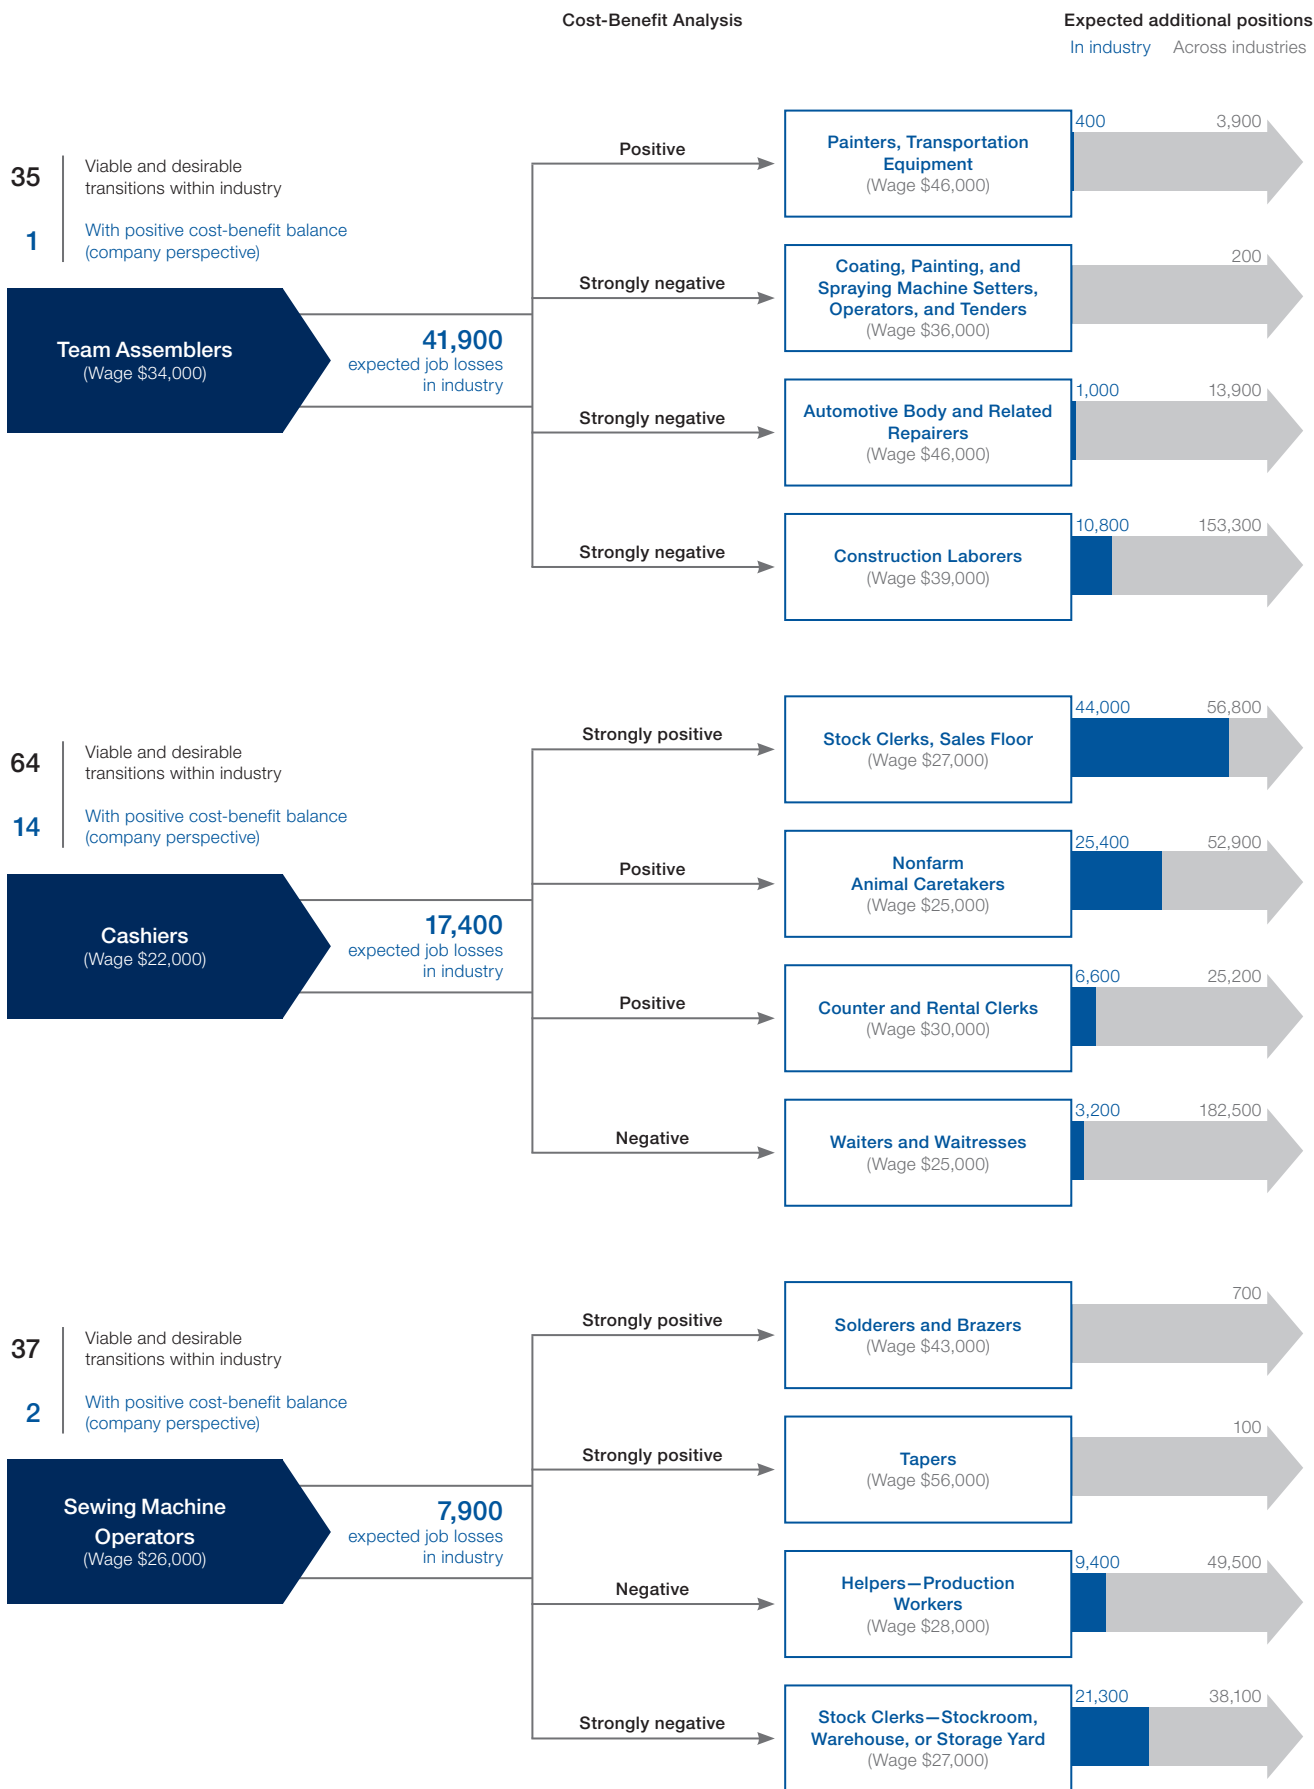 Cost-Benefit Analysis
Expected additional positions
In industry Across industries
35
Viable and desirable
transitions within industry
1
With positive cost-benefit balance
(company perspective)
Team Assemblers
(Wage $34,000)
41,900
expected job losses
in industry
Positive
Painters, Transportation
Equipment
(Wage $46,000)
400 3,900
Strongly negative
Coating, Painting, and
Spraying Machine Setters,
Operators, and Tenders
(Wage $36,000)
200
Strongly negative
Automotive Body and Related
Repairers
(Wage $46,000)
1,000 13,900
Strongly negative
Construction Laborers
(Wage $39,000)
10,800 153,300
64
Viable and desirable
transitions within industry
14
With positive cost-benefit balance
(company perspective)
Cashiers
(Wage $22,000)
17,400
expected job losses
in industry
Strongly positive
Stock Clerks, Sales Floor
(Wage $27,000)
44,000 56,800
Positive
Nonfarm
Animal Caretakers
(Wage $25,000)
25,400 52,900
Positive
Counter and Rental Clerks
(Wage $30,000)
6,600 25,200
Negative
Waiters and Waitresses
(Wage $25,000)
3,200 182,500
37
Viable and desirable
transitions within industry
2
With positive cost-benefit balance
(company perspective)
Sewing Machine
Operators
(Wage $26,000)
7,900
expected job losses
in industry
Strongly positive
Solderers and Brazers
(Wage $43,000)
700
Strongly positive
Tapers
(Wage $56,000)
100
Negative
Helpers—Production
Workers
(Wage $28,000)
9,400 49,500
Strongly negative
Stock Clerks—Stockroom,
Warehouse, or Storage Yard
(Wage $27,000)
21,300 38,100